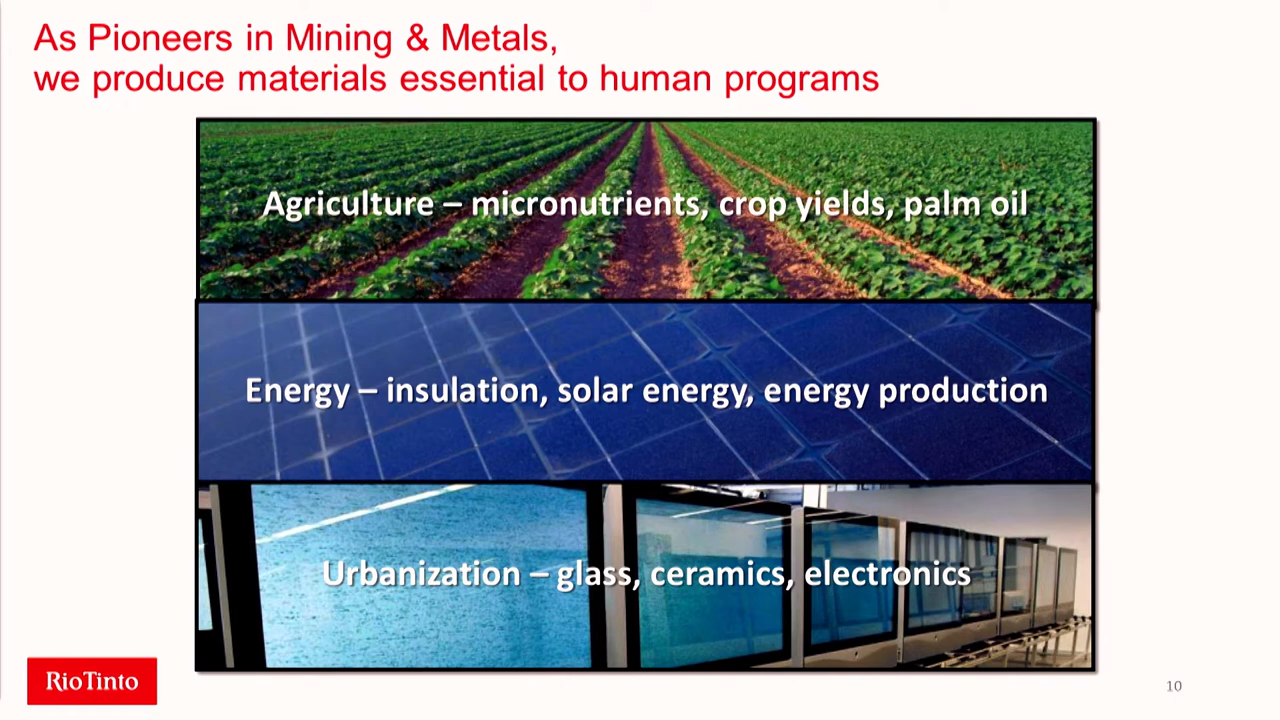 As Pioneers in Mining & Metals,
we produce materials essential to human programs
Agriculture – micronutrients, crop yields, palm oil
Energy – insulation, solar energy, energy production
Urbanization – glass, ceramics, electronics
RioTinto
10